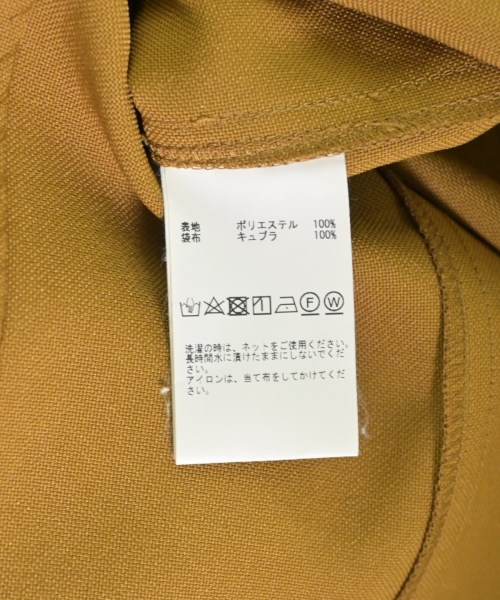 表地 ポリエステル 100%
袋布 キュプラ 100%
F W
洗濯の時は、ネットをご使用ください。
長時間水に漬けたままにしないでくだ
さい。
アイロンは、当て布をしてかけてくだ
さい。